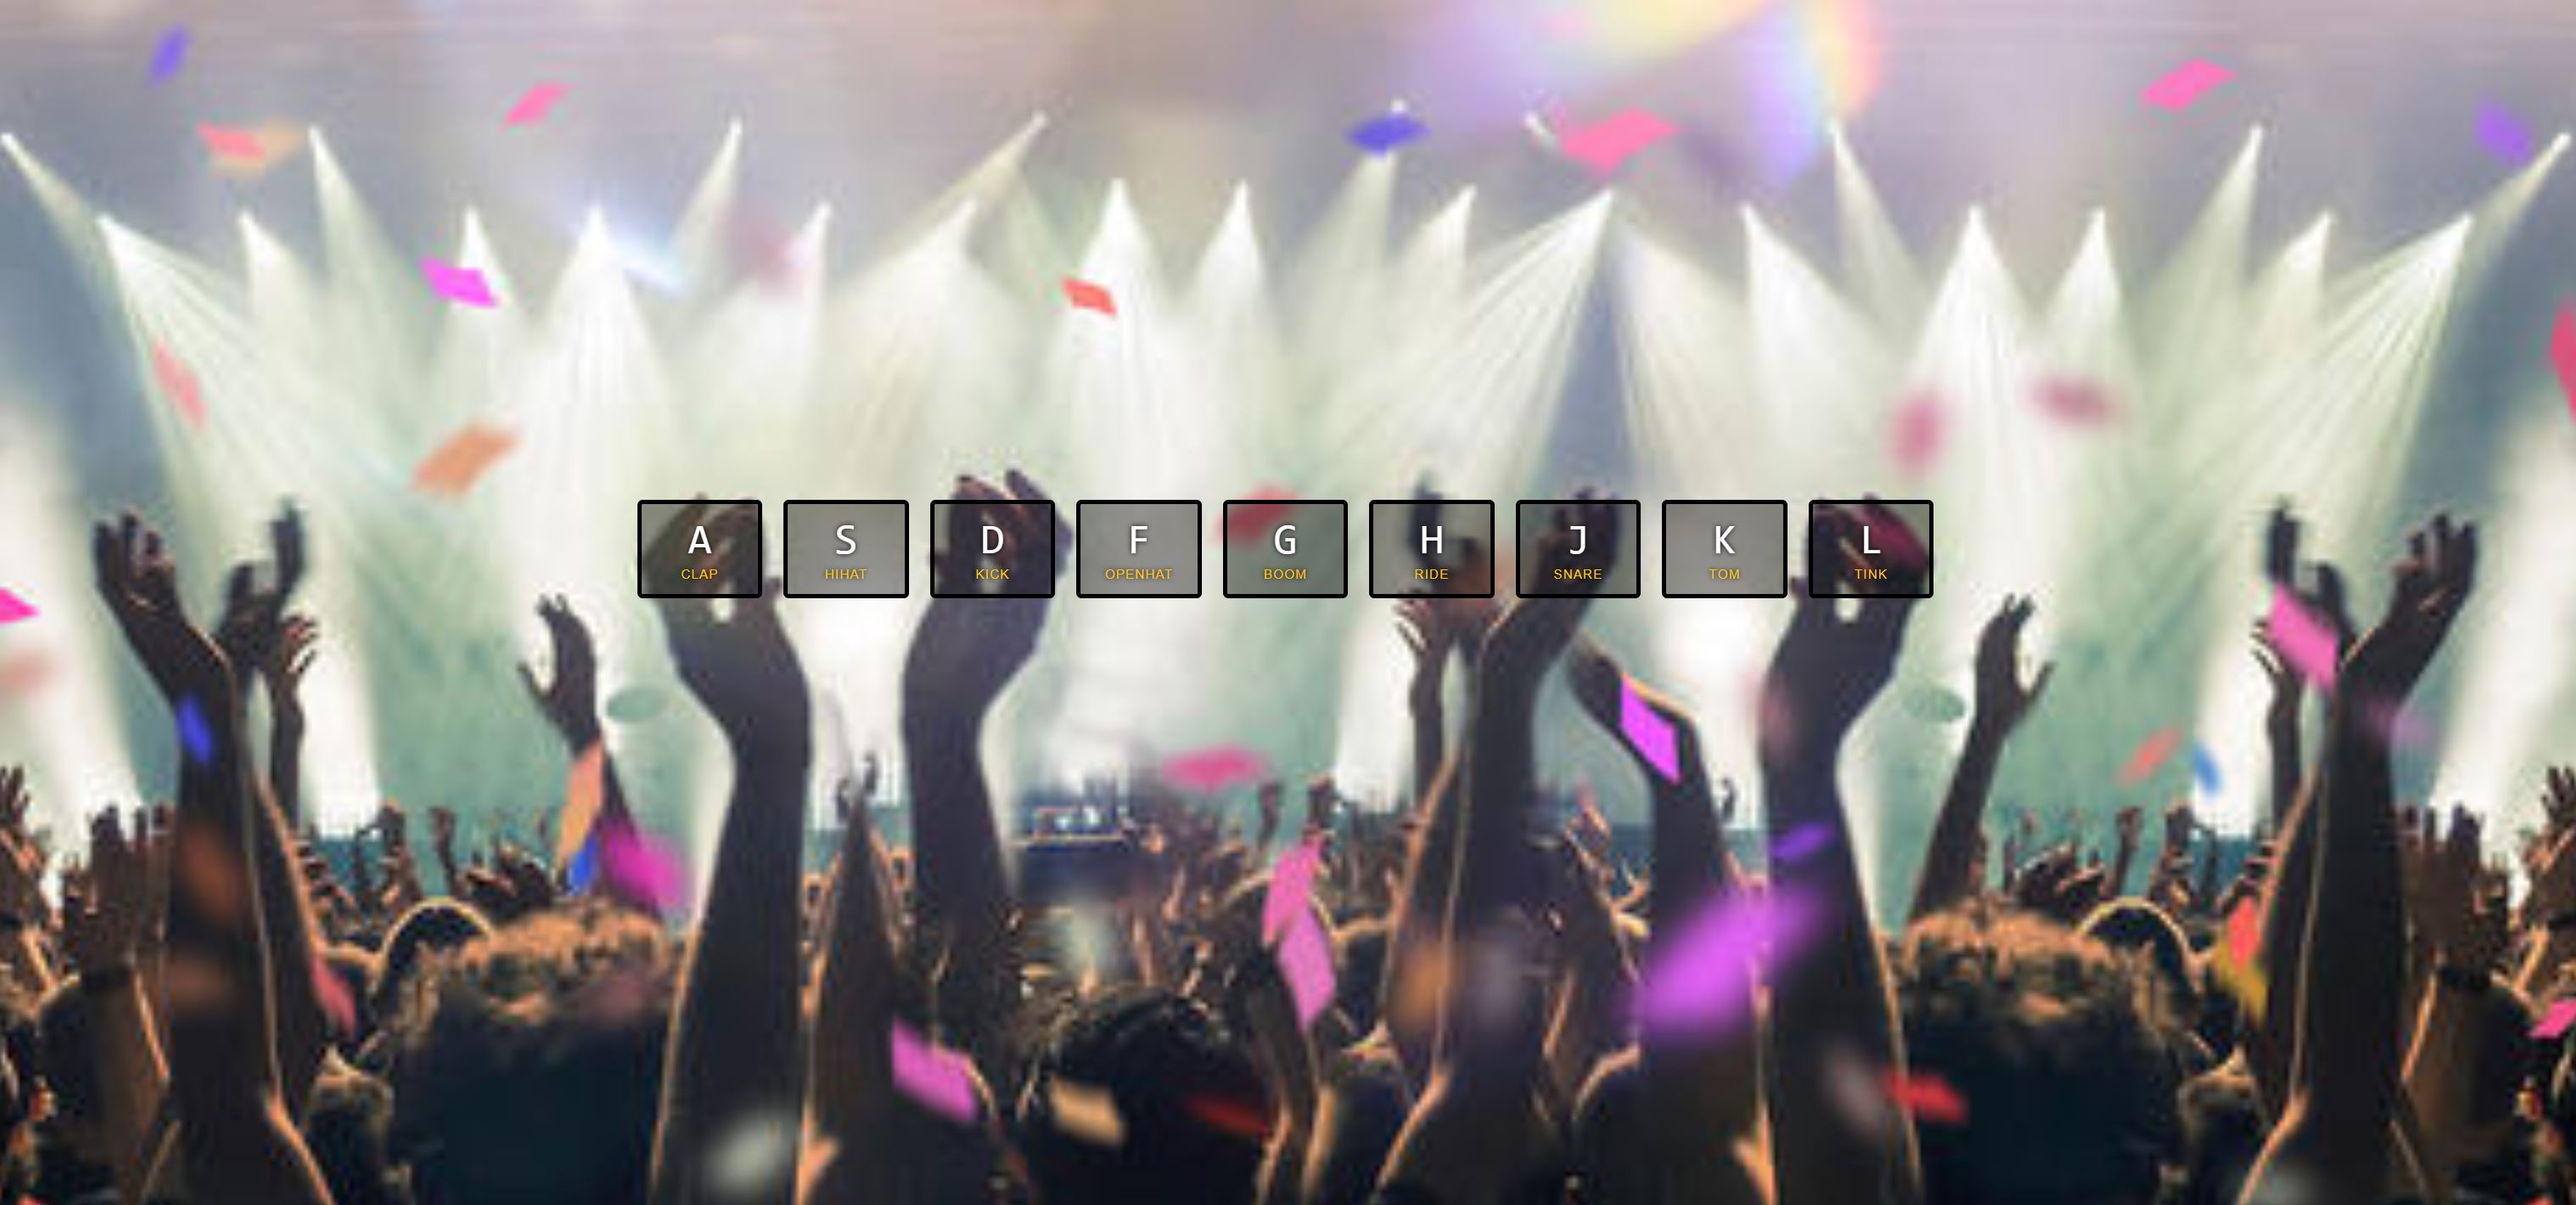 A S D F G H J K L
CLAP HIHAT KICK OPENHAT BOOM RIDE SNARE TOM TINK